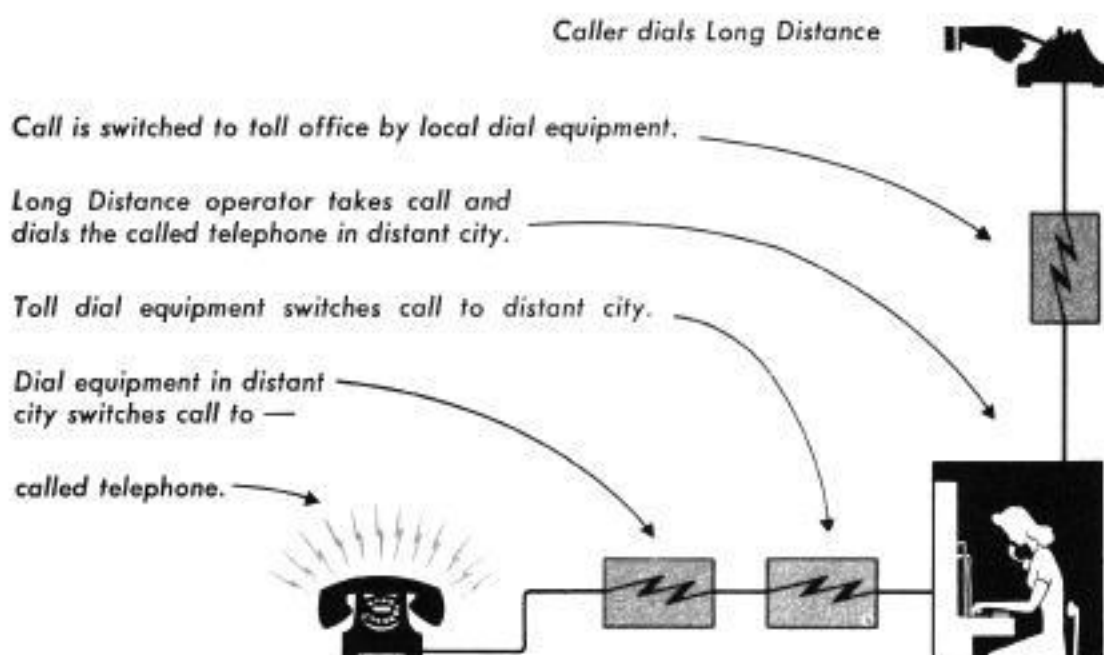 Caller dials Long Distance
Call is switched to toll office by local dial equipment.
Long Distance operator takes call and
dials the called telephone in distant city.
Toll dial equipment switches call to distant city.
Dial equipment in distant
city switches call to —
called telephone.